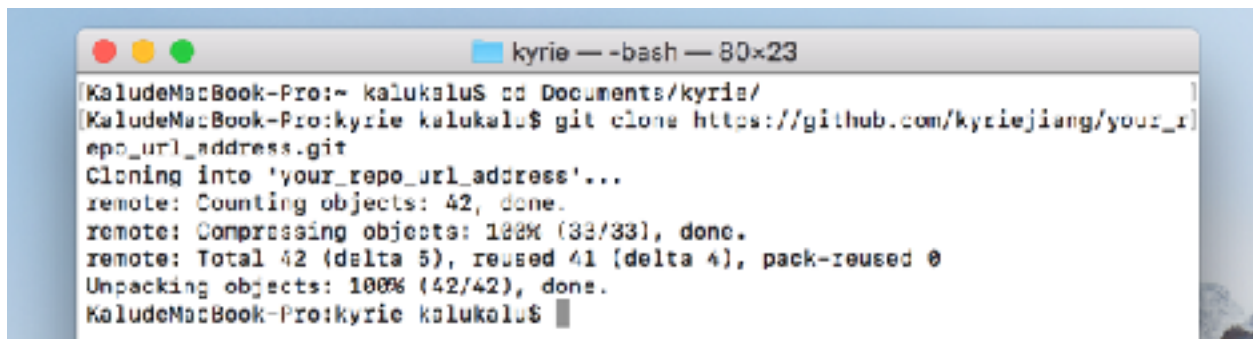 kyrie — -bash — 80×23
[KaludeMacBook-Pro:~ kalukalu$ cd Documents/kyrie/ ]
[KaludeMacBook-Pro:kyrie kalukalu$ git clone https://github.com/kyriejiang/your_r]
epo_url_address.git
Cloning into 'your_repo_url_address'...
remote: Counting objects: 42, done.
remote: Compressing objects: 100% (33/33), done.
remote: Total 42 (delta 5), reused 41 (delta 4), pack-reused 0
Unpacking objects: 100% (42/42), done.
KaludeMacBook-Pro:kyrie kalukalu$